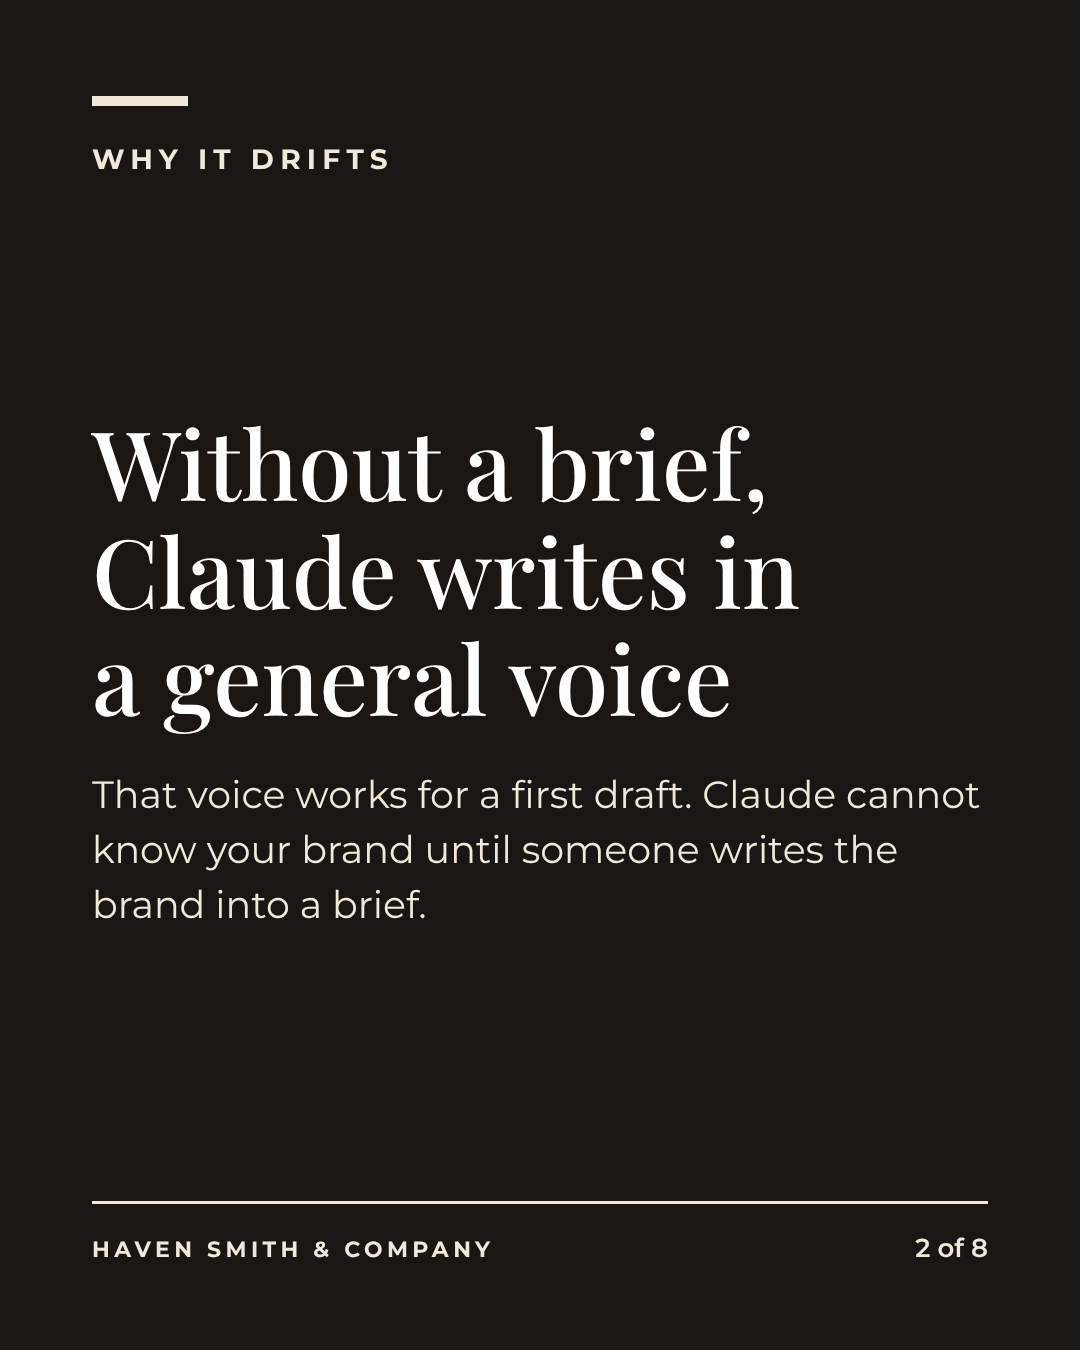 WHY IT DRIFTS
Without a brief,
Claude writes in
a general voice
That voice works for a first draft. Claude cannot
know your brand until someone writes the
brand into a brief.
HAVEN SMITH & COMPANY
2 of 8